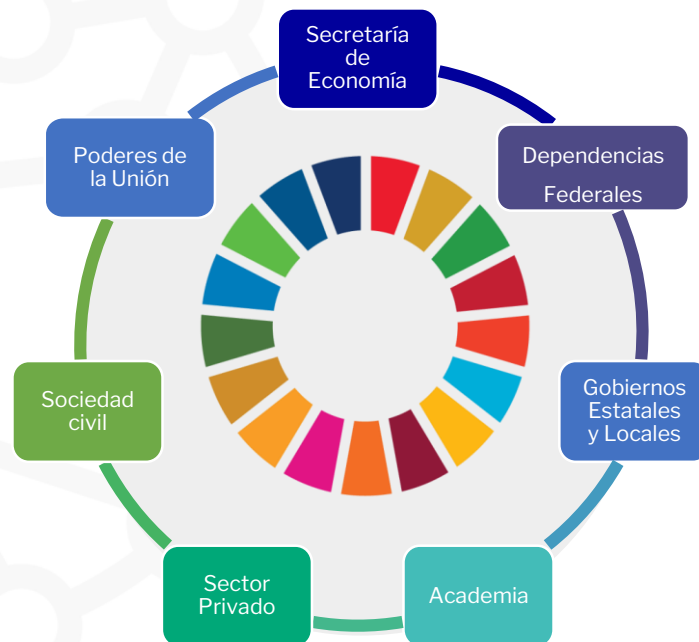 Secretaría
de
Economía
Dependencias
Federales
Gobiernos
Estatales
y Locales
Academia
Sector
Privado
Sociedad
civil
Poderes de
la Unión